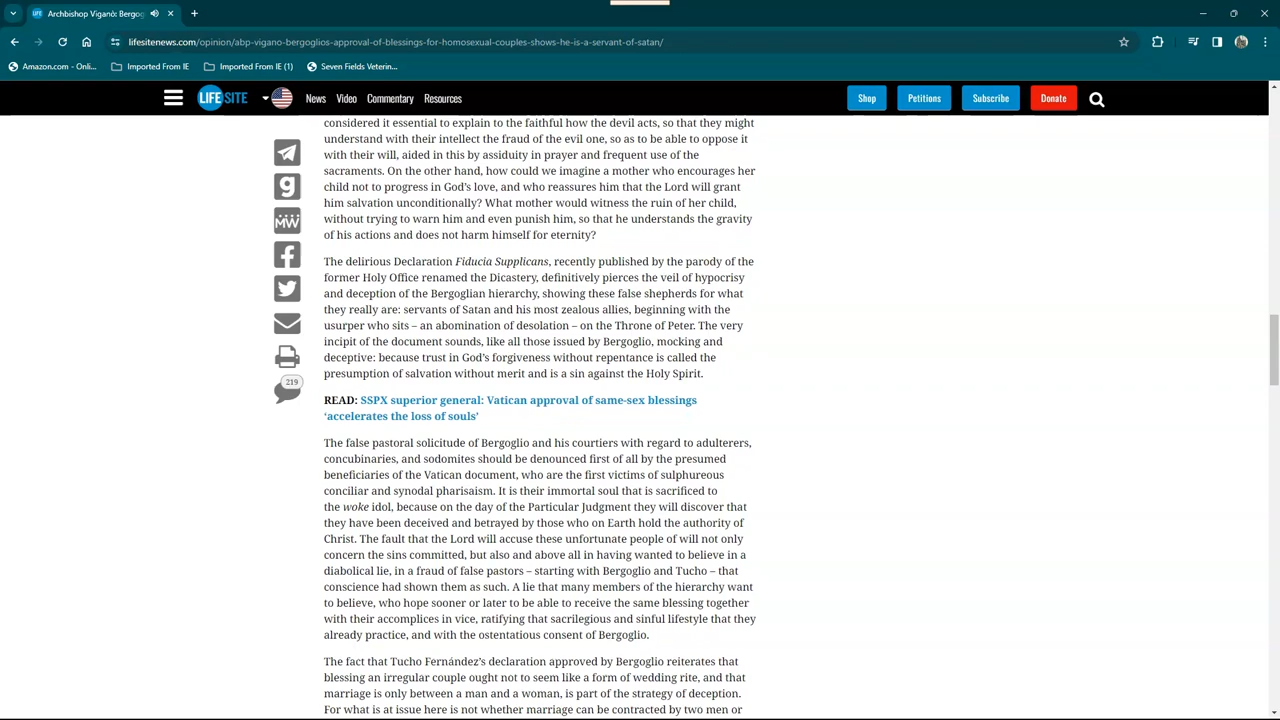 Archbishop Viganò: Bergog
lifesitenews.com/opinion/abp-vigano-bergoglios-approval-of-blessings-for-homosexual-couples-shows-he-is-a-servant-of-satan/
Amazon.com - Onli...
Imported From IE
Imported From IE (1)
Seven Fields Veterin...
LIFE SITE
News
Video
Commentary
Resources
Shop
Petitions
Subscribe
Donate
considered it essential to explain to the faithful how the devil acts, so that they might
understand with their intellect the fraud of the evil one, so as to be able to oppose it
with their will, aided in this by assiduity in prayer and frequent use of the
sacraments. On the other hand, how could we imagine a mother who encourages her
child not to progress in God's love, and who reassures him that the Lord will grant
him salvation unconditionally? What mother would witness the ruin of her child,
without trying to warn him and even punish him, so that he understands the gravity
of his actions and does not harm himself for eternity?
The delirious Declaration Fiducia Supplicans, recently published by the parody of the
former Holy Office renamed the Dicastery, definitively pierces the veil of hypocrisy
and deception of the Bergoglian hierarchy, showing these false shepherds for what
they really are: servants of Satan and his most zealous allies, beginning with the
usurper who sits – an abomination of desolation – on the Throne of Peter. The very
incipit of the document sounds, like all those issued by Bergoglio, mocking and
deceptive: because trust in God's forgiveness without repentance is called the
presumption of salvation without merit and is a sin against the Holy Spirit.
READ: SSPX superior general: Vatican approval of same-sex blessings
'accelerates the loss of souls'
The false pastoral solicitude of Bergoglio and his courtiers with regard to adulterers,
concubinaries, and sodomites should be denounced first of all by the presumed
beneficiaries of the Vatican document, who are the first victims of sulphureous
conciliar and synodal pharisaism. It is their immortal soul that is sacrificed to
the woke idol, because on the day of the Particular Judgment they will discover that
they have been deceived and betrayed by those who on Earth hold the authority of
Christ. The fault that the Lord will accuse these unfortunate people of will not only
concern the sins committed, but also and above all in having wanted to believe in a
diabolical lie, in a fraud of false pastors – starting with Bergoglio and Tucho – that
conscience had shown them as such. A lie that many members of the hierarchy want
to believe, who hope sooner or later to be able to receive the same blessing together
with their accomplices in vice, ratifying that sacrilegious and sinful lifestyle that they
already practice, and with the ostentatious consent of Bergoglio.
The fact that Tucho Fernández's declaration approved by Bergoglio reiterates that
blessing an irregular couple ought not to seem like a form of wedding rite, and that
marriage is only between a man and a woman, is part of the strategy of deception.
For what is at issue here is not whether marriage can be contracted by two men or
g
MW
219